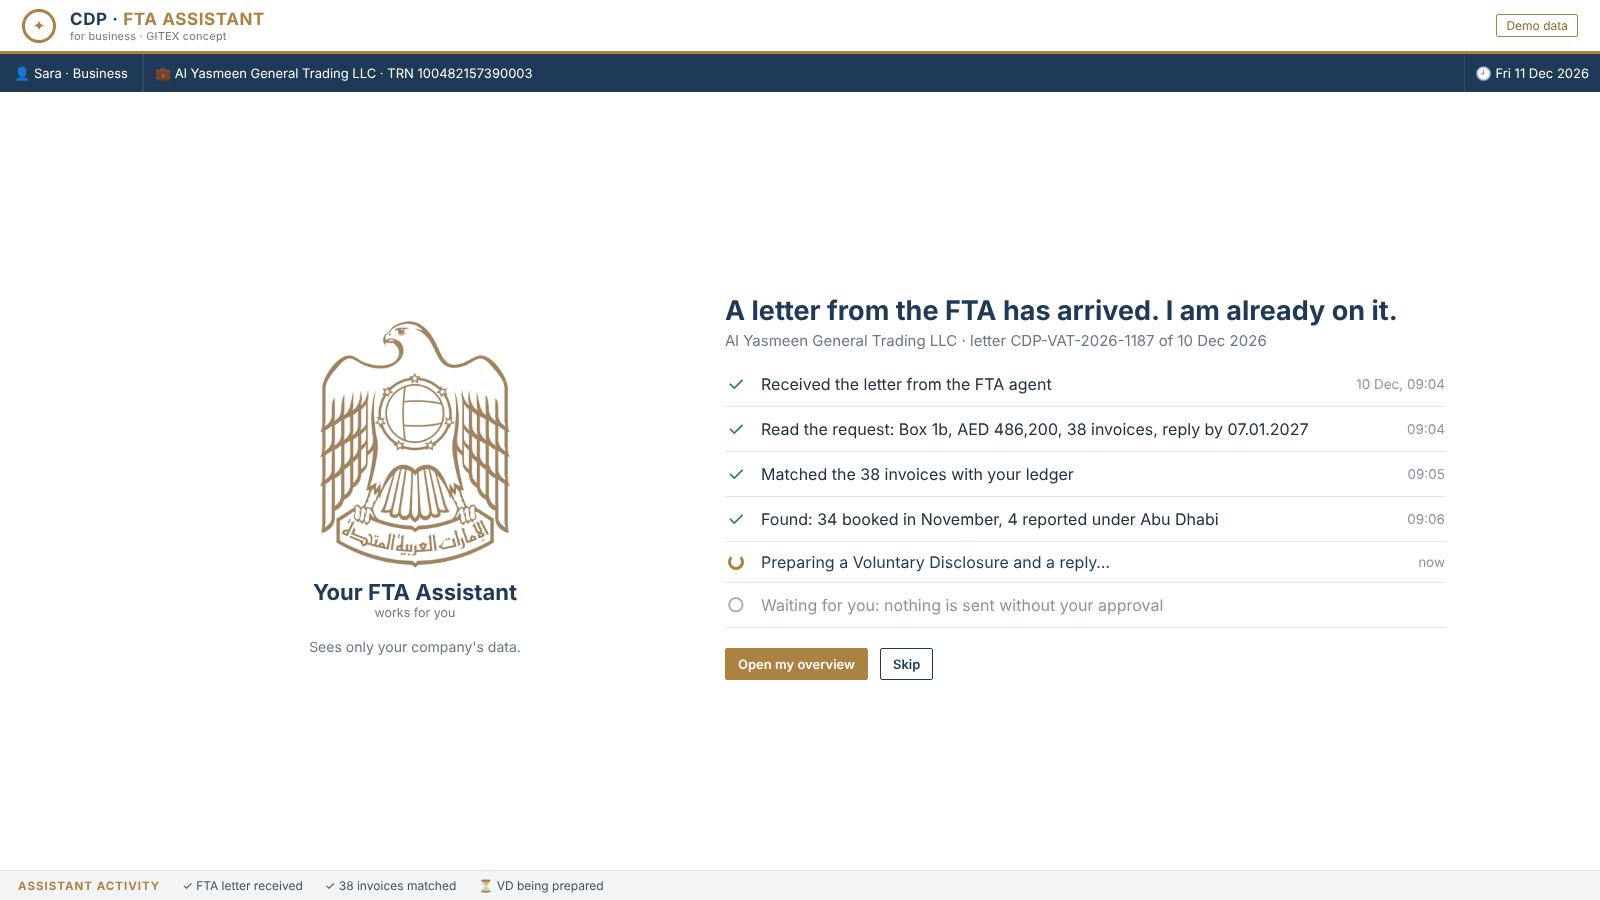 CDP · FTA ASSISTANT
for business · GITEX concept
Demo data
Sara · Business
Al Yasmeen General Trading LLC · TRN 100482157390003
Fri 11 Dec 2026
الإمارات العربية المتحدة
Your FTA Assistant
works for you
Sees only your company's data.
A letter from the FTA has arrived. I am already on it.
Al Yasmeen General Trading LLC · letter CDP-VAT-2026-1187 of 10 Dec 2026
Received the letter from the FTA agent 10 Dec, 09:04
Read the request: Box 1b, AED 486,200, 38 invoices, reply by 07.01.2027 09:04
Matched the 38 invoices with your ledger 09:05
Found: 34 booked in November, 4 reported under Abu Dhabi 09:06
Preparing a Voluntary Disclosure and a reply... now
Waiting for you: nothing is sent without your approval
Open my overview Skip
ASSISTANT ACTIVITY ✓ FTA letter received ✓ 38 invoices matched ⏳ VD being prepared